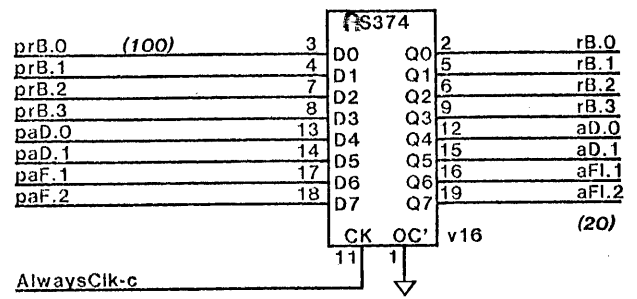 AS374
prB.0 (100) 3 D0 Q0 2 rB.0
prB.1 4 D1 Q1 5 rB.1
prB.2 7 D2 Q2 6 rB.2
prB.3 8 D3 Q3 9 rB.3
paD.0 13 D4 Q4 12 aD.0
paD.1 14 D5 Q5 15 aD.1
paF.1 17 D6 Q6 16 aFl.1
paF.2 18 D7 Q7 19 aFl.2
(20)
CK OC' v16
11 1
AlwaysClk-c